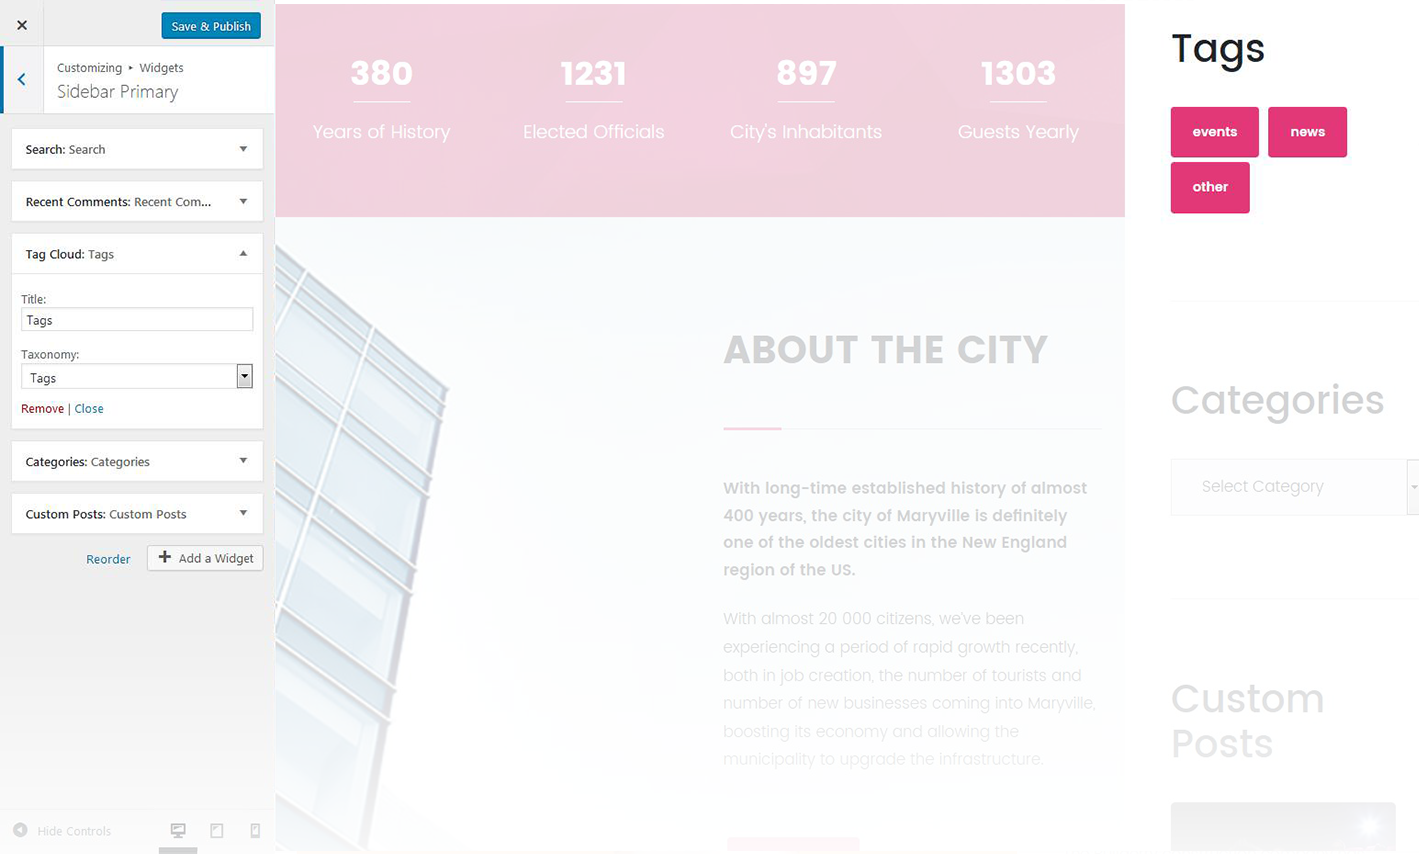 Save & Publish
Customizing ▸ Widgets
Sidebar Primary
Search: Search
Recent Comments: Recent Com...
Tag Cloud: Tags
Title:
Tags
Taxonomy:
Tags
Remove | Close
Categories: Categories
Custom Posts: Custom Posts
Reorder
Add a Widget
Hide Controls
380
Years of History
1231
Elected Officials
897
City's Inhabitants
1303
Guests Yearly
ABOUT THE CITY
With long-time established history of almost
400 years, the city of Maryville is definitely
one of the oldest cities in the New England
region of the US.
With almost 20 000 citizens, we've been
experiencing a period of rapid growth recently,
both in job creation, the number of tourists and
number of new businesses coming into Maryville,
boosting its economy and allowing the
municipality to upgrade the infrastructure.
Tags
events
news
other
Categories
Select Category
Custom
Posts